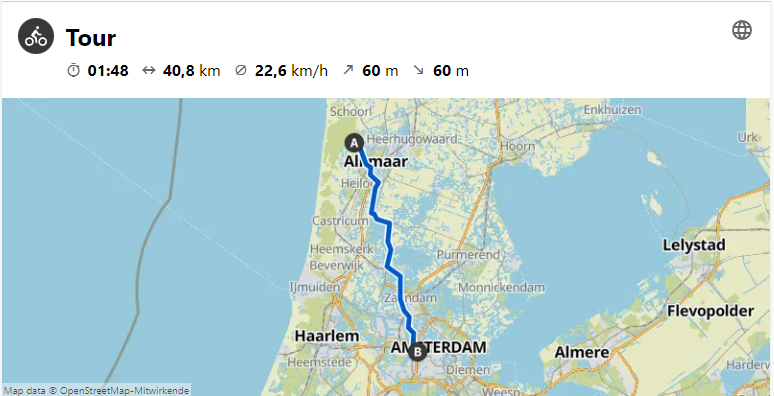 Tour
01:48 40,8 km 22,6 km/h 60 m 60 m
Schoorl
Enkhuizen
A Heerhugowaard
Urk
Hoorn
Alkmaar
Castricum
Lelystad
Heemskerk
Purmerend
Beverwijk
IJmuiden
Monnickendam
Zaandam
Flevopolder
Haarlem
B AMSTERDAM
Almere
Heemstede
Diemen
Harderw
Weesp
Map data © OpenStreetMap-Mitwirkende